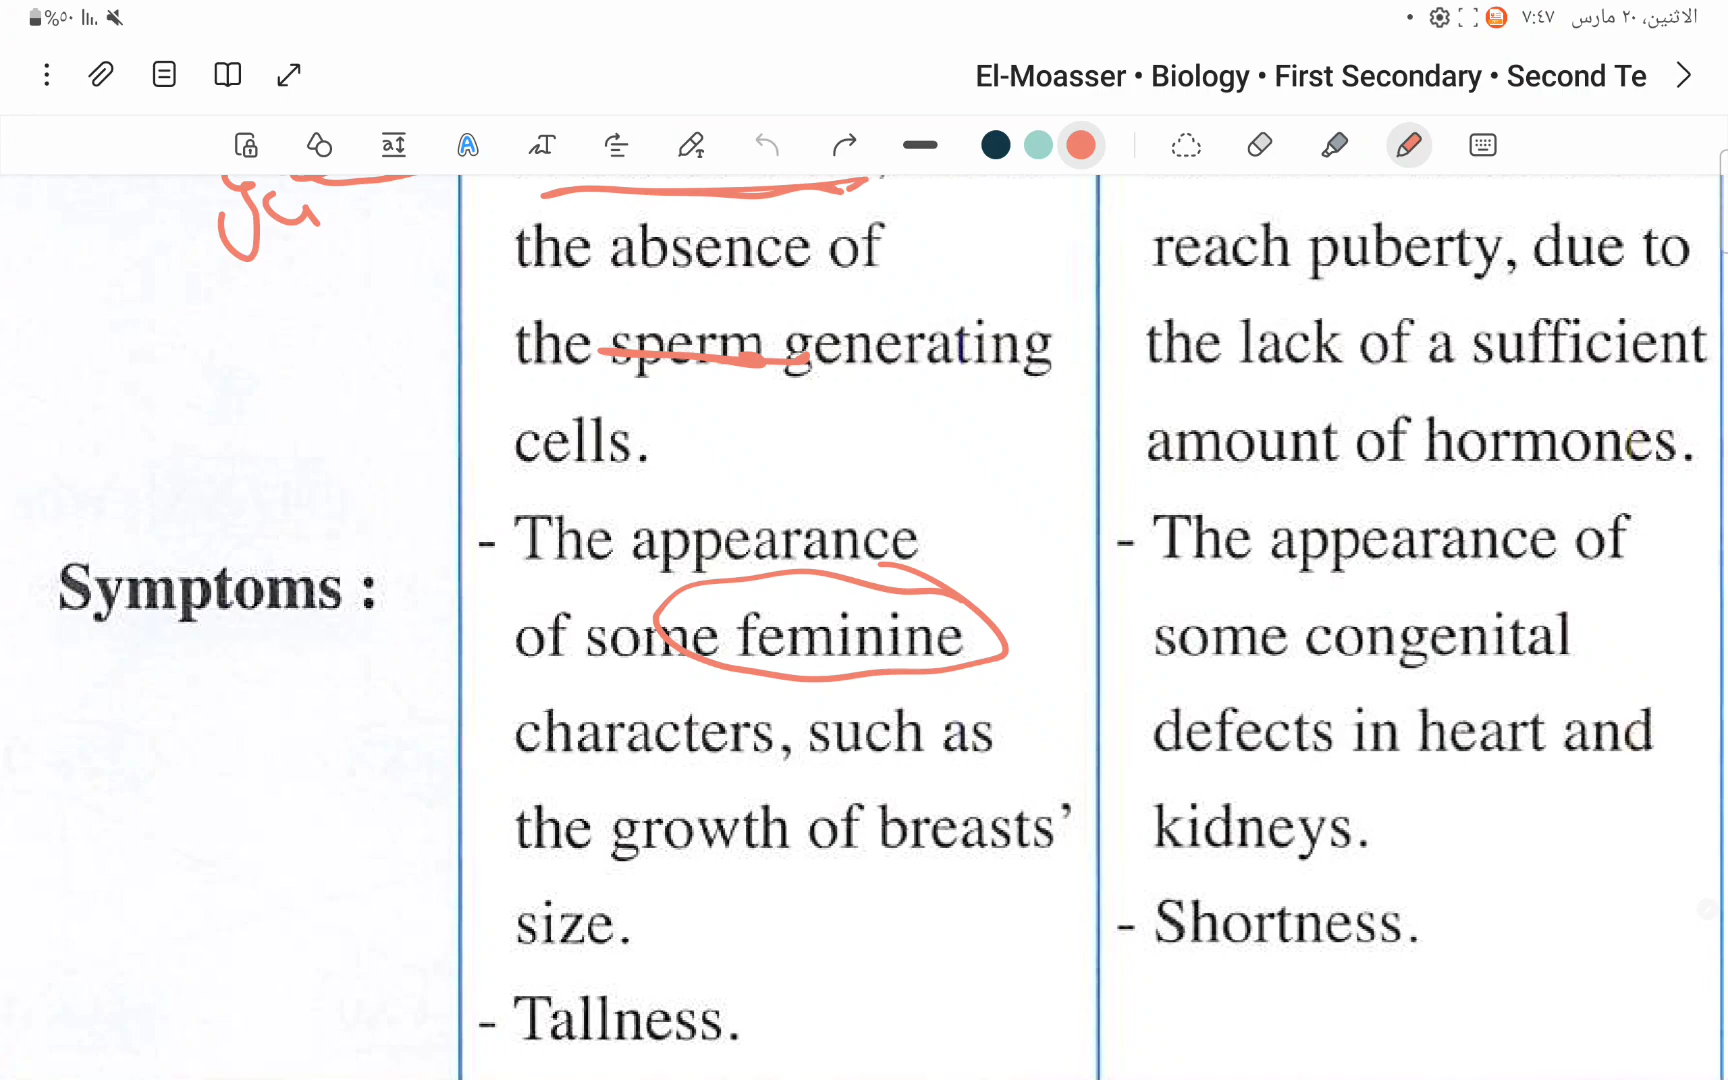 %٥٠
٧:٤٧ الاثنين، ٢٠ مارس
El-Moasser • Biology • First Secondary • Second Te
the absence of
the sperm generating
cells.
- The appearance
of some feminine
characters, such as
the growth of breasts’
size.
- Tallness.
reach puberty, due to
the lack of a sufficient
amount of hormones.
- The appearance of
some congenital
defects in heart and
kidneys.
- Shortness.
Symptoms :